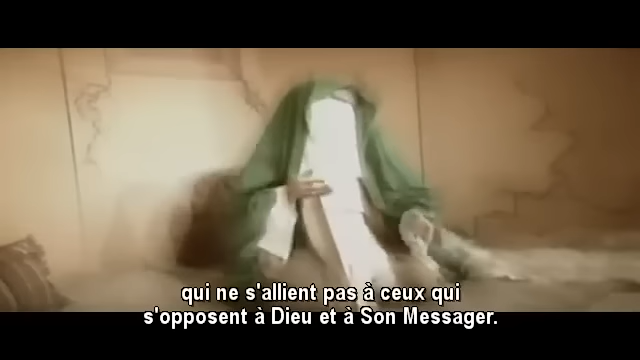 qui ne s'allient pas à ceux qui
s'opposent à Dieu et à Son Messager.